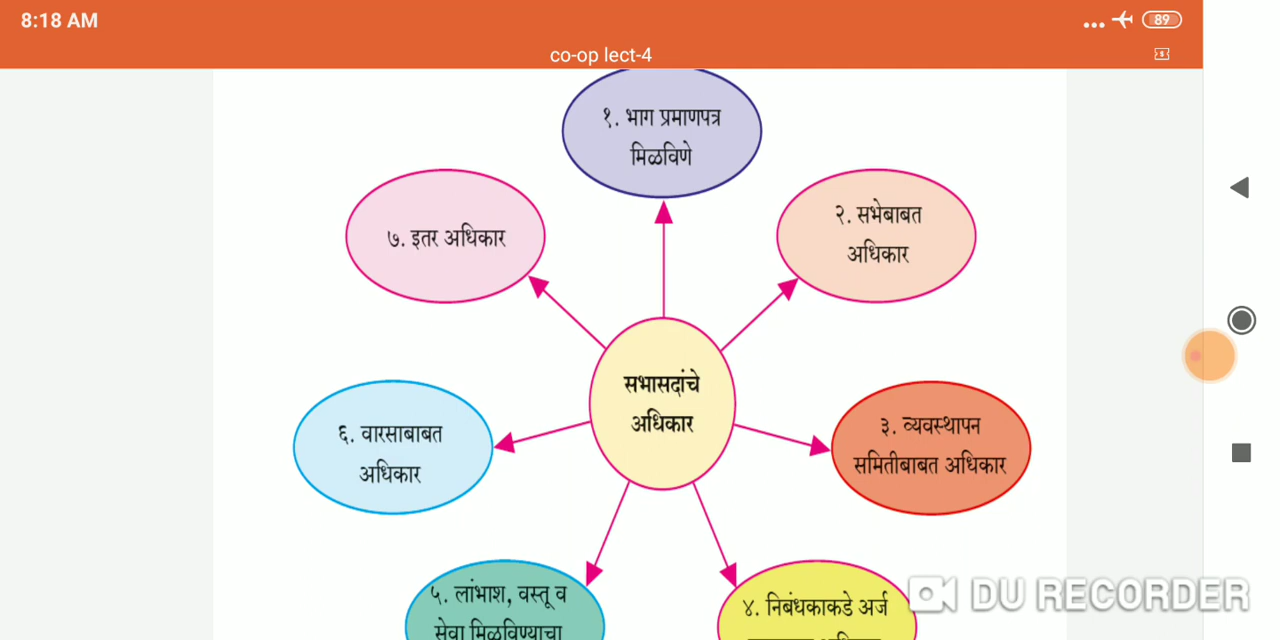 8:18 AM
89
co-op lect-4
१. भाग प्रमाणपत्र
मिळविणे
२. सभेबाबत
अधिकार
३. व्यवस्थापन
समितीबाबत अधिकार
४. निबंधकाकडे अर्ज
अधिकार
५. लांभाश, वस्तू व
सेवा मिळविण्याचा
६. वारसाबाबत
अधिकार
७. इतर अधिकार
सभासदांचे
अधिकार
DU RECORDER